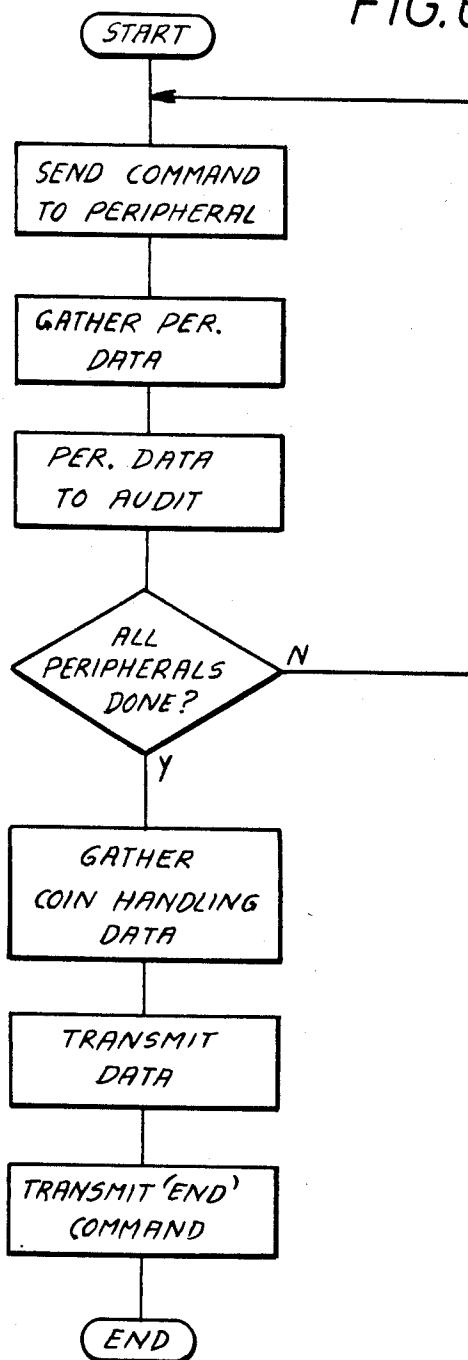 FIG.
START
SEND COMMAND
TO PERIPHERAL
GATHER PER.
DATA
PER. DATA
TO AUDIT
ALL
PERIPHERALS
DONE?
N
Y
GATHER
COIN HANDLING
DATA
TRANSMIT
DATA
TRANSMIT 'END'
COMMAND
END